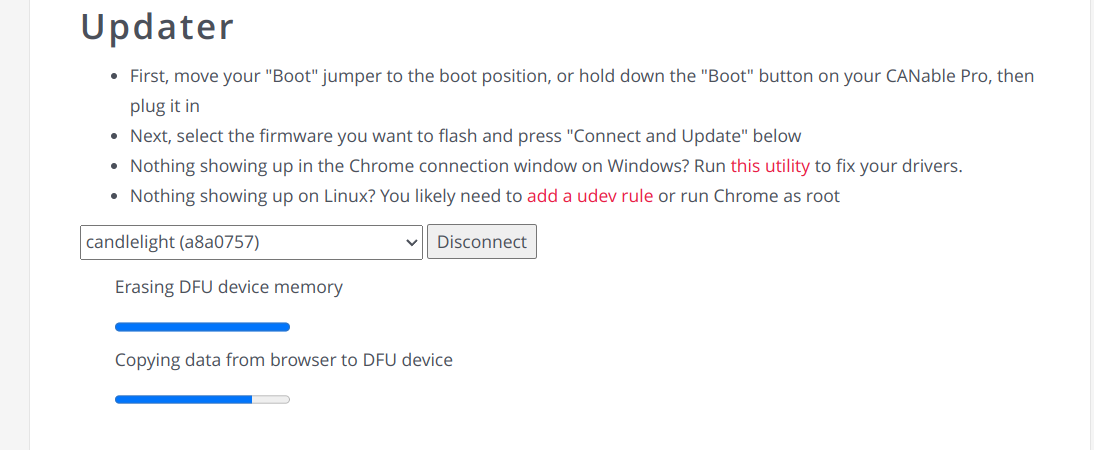 Updater
First, move your "Boot" jumper to the boot position, or hold down the "Boot" button on your CANable Pro, then
plug it in
Next, select the firmware you want to flash and press "Connect and Update" below
Nothing showing up in the Chrome connection window on Windows? Run this utility to fix your drivers.
Nothing showing up on Linux? You likely need to add a udev rule or run Chrome as root
candlelight (a8a0757) Disconnect
Erasing DFU device memory
Copying data from browser to DFU device